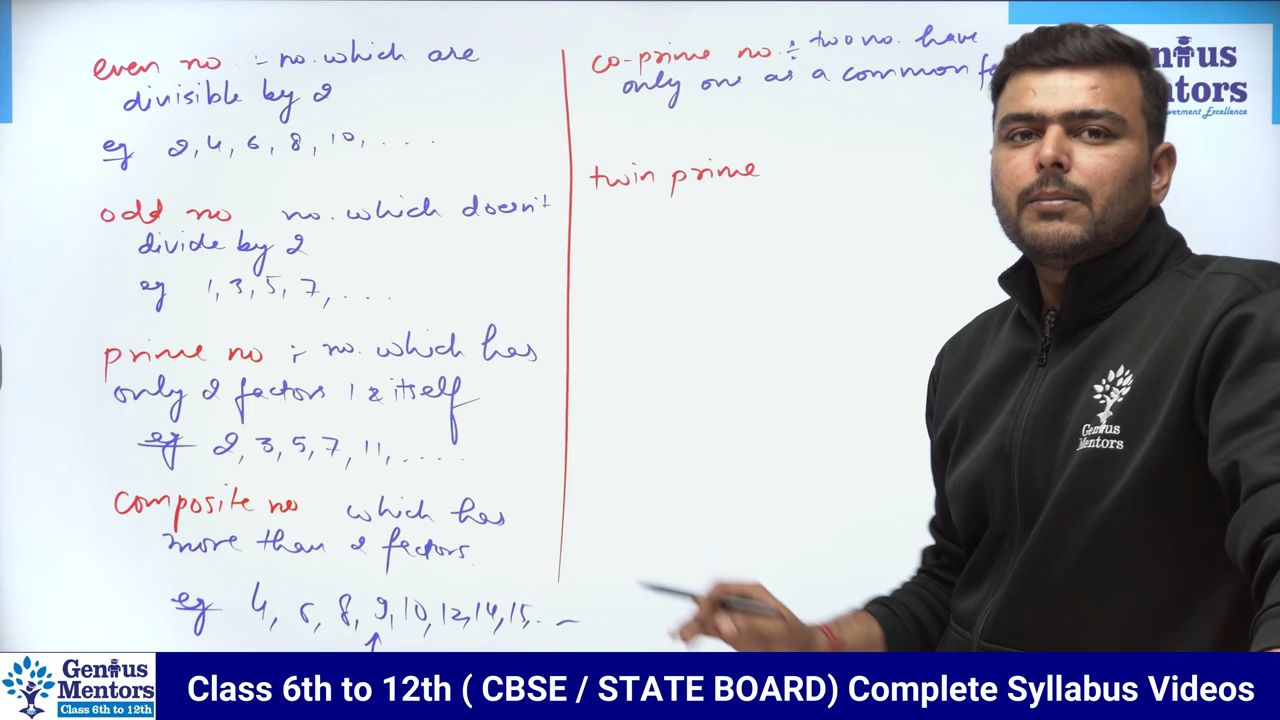 even no :- no. which are
divisible by 2
eg 2, 4, 6, 8, 10, . . . .
odd no no. which doesn't
divide by 2
eg 1, 3, 5, 7, . . .
prime no :- no. which has
only 2 factors 1 & itself
eg 2, 3, 5, 7, 11, . . . .
composite no which has
more than 2 factors.
eg 4, 6, 8, 9, 10, 12, 14, 15, . . –
co-prime no. :- two no. have
only one as a common
twin prime
Genius
Mentors
Genius
Mentors
Class 6th to 12th
Class 6th to 12th ( CBSE / STATE BOARD) Complete Syllabus Videos